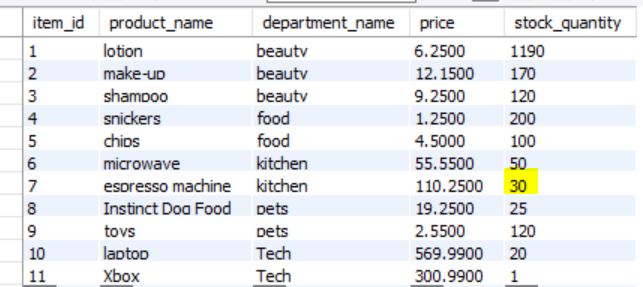 item_id product_name department_name price stock_quantity
1 lotion beauty 6.2500 1190
2 make-up beauty 12.1500 170
3 shampoo beauty 9.2500 120
4 snickers food 1.2500 200
5 chips food 4.5000 100
6 microwave kitchen 55.5500 50
7 espresso machine kitchen 110.2500 30
8 Instinct Dog Food pets 19.2500 25
9 toys pets 2.5500 120
10 laptop Tech 569.9900 20
11 Xbox Tech 300.9900 1